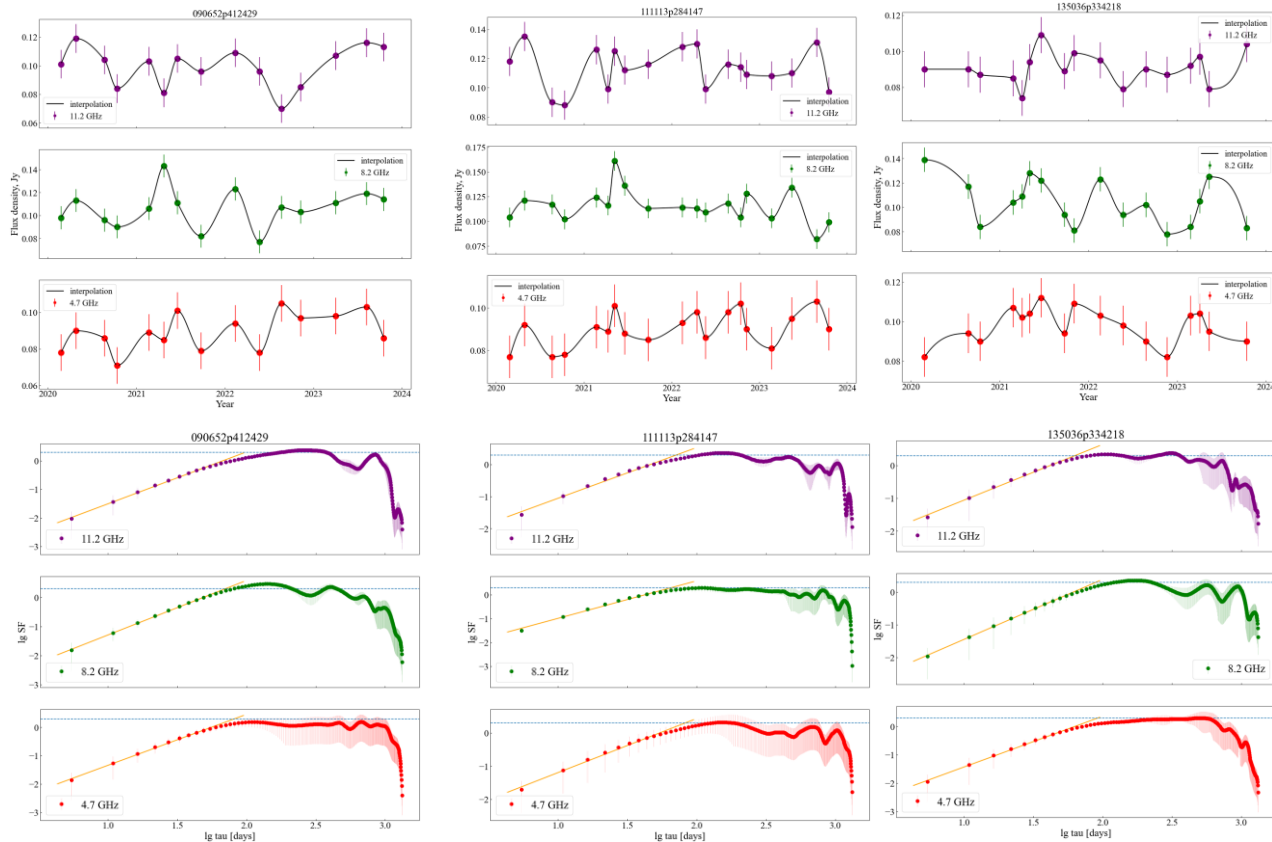 090652p412429
0.12
0.10
0.08
0.06
interpolation
11.2 GHz
Flux density, Jy
0.14
0.12
0.10
0.08
interpolation
8.2 GHz
0.10
0.08
0.06
interpolation
4.7 GHz
2020 2021 2022 2023 2024
Year
111113p284147
0.14
0.12
0.10
0.08
interpolation
11.2 GHz
Flux density, Jy
0.175
0.150
0.125
0.100
0.075
interpolation
8.2 GHz
0.10
0.08
interpolation
4.7 GHz
2020 2021 2022 2023 2024
Year
135036p334218
0.12
0.10
0.08
interpolation
11.2 GHz
Flux density, Jy
0.14
0.12
0.10
0.08
interpolation
8.2 GHz
0.12
0.10
0.08
interpolation
4.7 GHz
2020 2021 2022 2023 2024
Year
090652p412429
0
−1
−2
−3
11.2 GHz
lg SF
0
−1
−2
8.2 GHz
0
−1
−2
−3
4.7 GHz
1.0 1.5 2.0 2.5 3.0
lg tau [days]
111113p284147
0
−1
−2
11.2 GHz
lg SF
0
−1
−2
−3
8.2 GHz
0
−1
−2
4.7 GHz
1.0 1.5 2.0 2.5 3.0
lg tau [days]
135036p334218
0
−1
−2
11.2 GHz
lg SF
0
−1
−2
8.2 GHz
0
−1
−2
−3
4.7 GHz
1.0 1.5 2.0 2.5 3.0
lg tau [days]